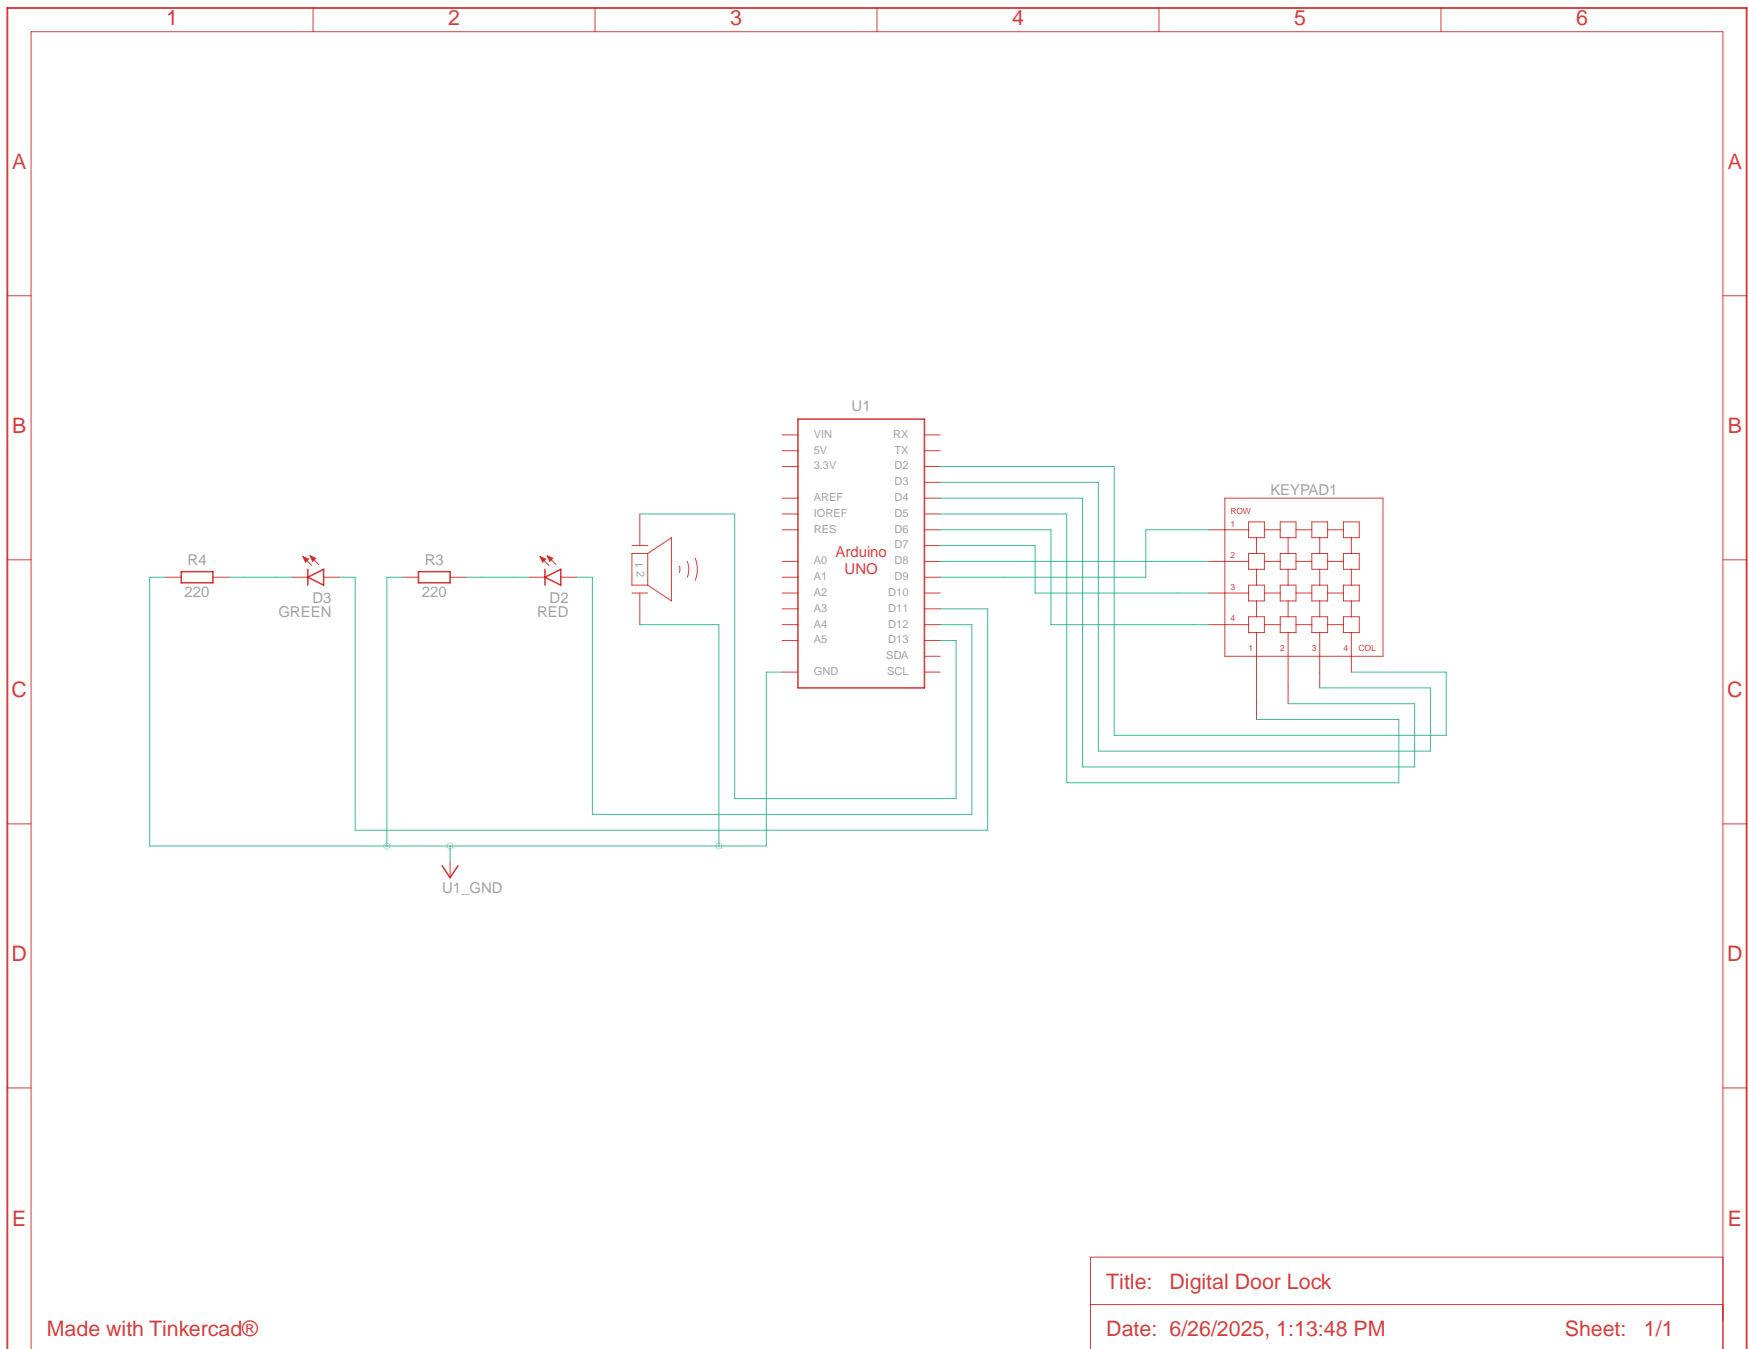 1 2 3 4 5 6
A A
U1
B B
VIN RX
5V TX
3.3V D2
D3
AREF D4
IOREF D5
RES D6
D7
A0 D8
A1 D9
A2 D10
A3 D11
A4 D12
A5 D13
SDA
GND SCL
Arduino
UNO
KEYPAD1
ROW
1
2
3
4
1 2 3 4 COL
R4
220
D3
GREEN
R3
220
D2
RED
1 2
C C
U1_GND
D D
E E
Title: Digital Door Lock
Made with Tinkercad®
Date: 6/26/2025, 1:13:48 PM Sheet: 1/1